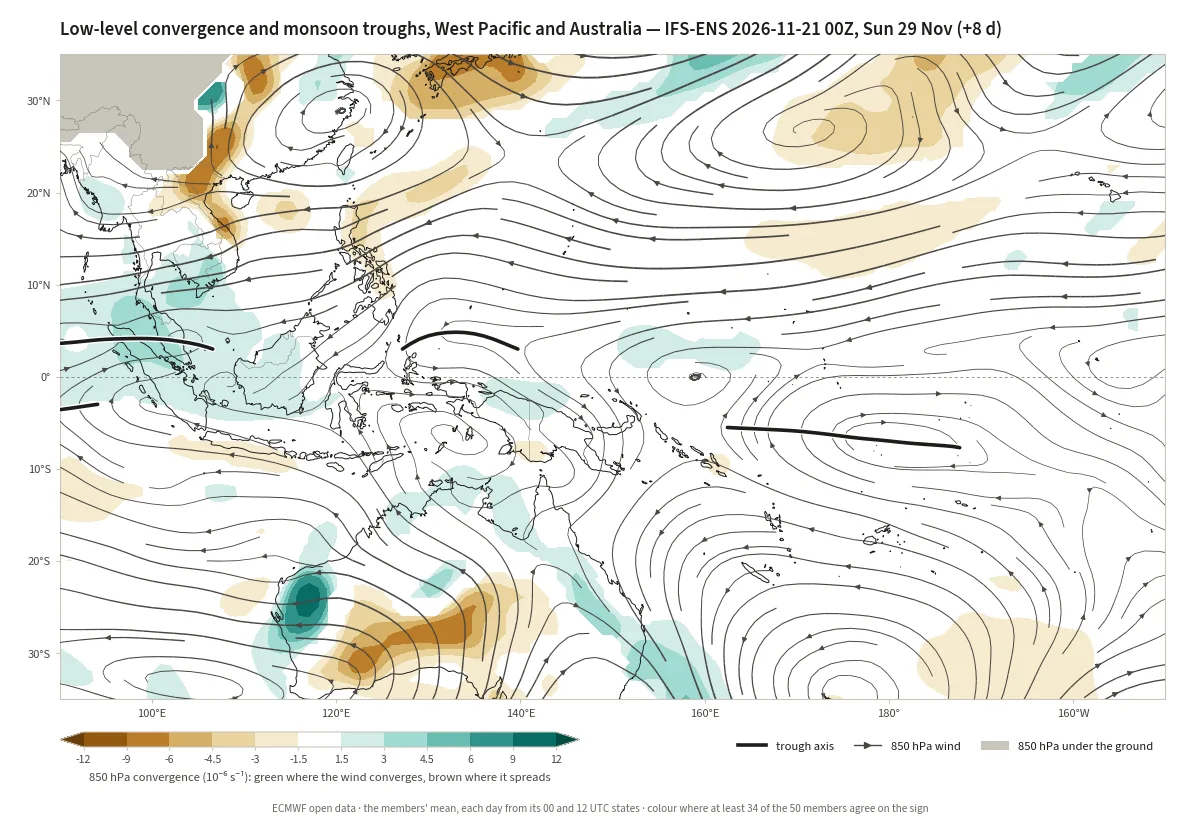 Low-level convergence and monsoon troughs, West Pacific and Australia — IFS-ENS 2026-11-21 00Z, Sun 29 Nov (+8 d)
30°N
20°N
10°N
0°
10°S
20°S
30°S
100°E 120°E 140°E 160°E 180° 160°W
-12 -9 -6 -4.5 -3 -1.5 1.5 3 4.5 6 9 12
850 hPa convergence (10⁻⁶ s⁻¹): green where the wind converges, brown where it spreads
trough axis 850 hPa wind 850 hPa under the ground
ECMWF open data · the members' mean, each day from its 00 and 12 UTC states · colour where at least 34 of the 50 members agree on the sign